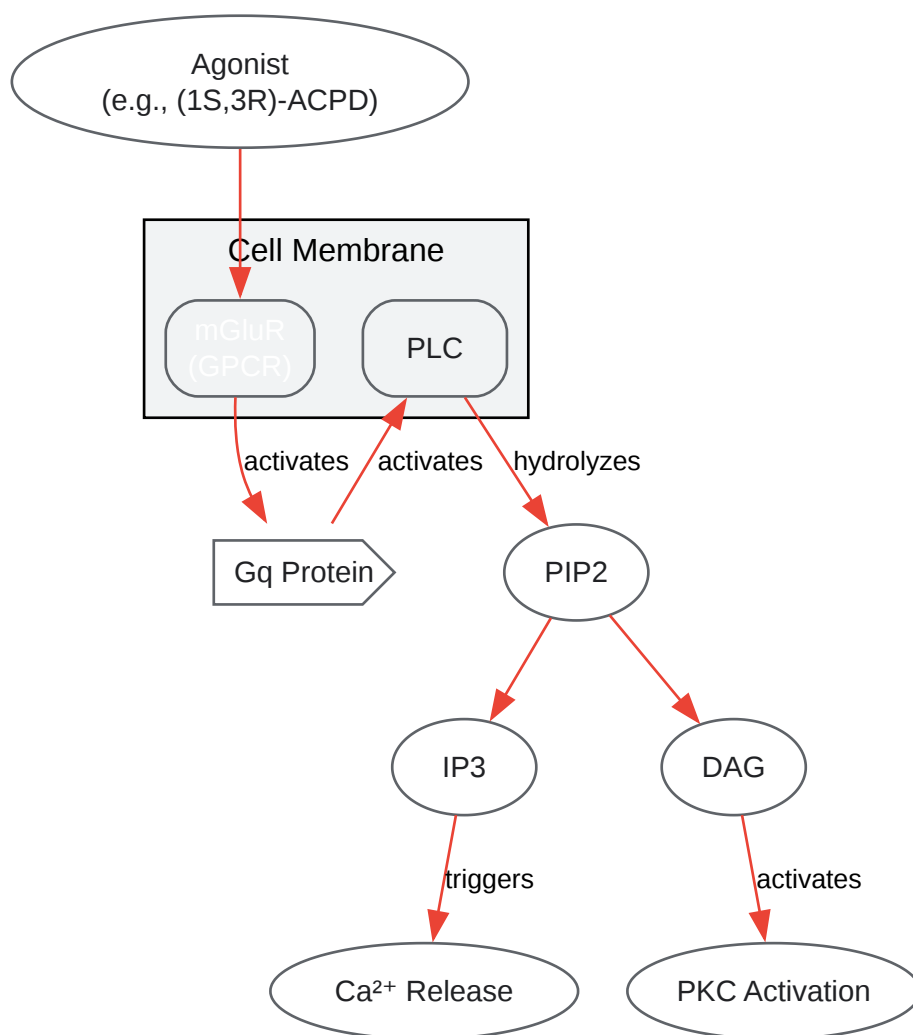 Agonist
(e.g., (1S,3R)-ACPD)
Cell Membrane
mGluR
(GPCR)
PLC
activates
activates
hydrolyzes
Gq Protein
PIP2
IP3
DAG
triggers
activates
Ca²⁺ Release
PKC Activation